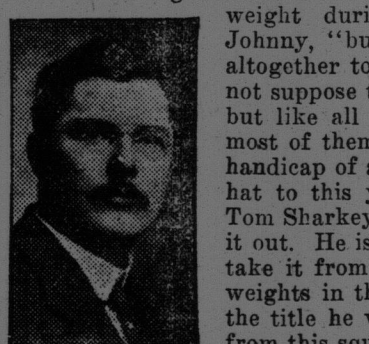 weight duri
Johnny, "bu
altogether to
not suppose t
but like all
most of them
handicap of a
hat to this y
Tom Sharkey
it out. He is
take it from
weights in th
the title he v
from this squ